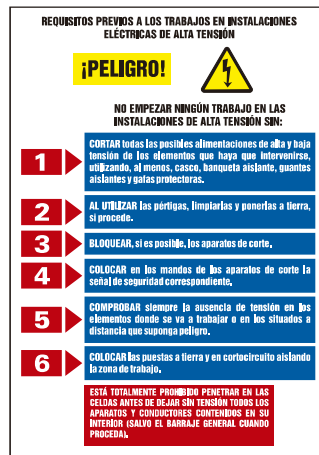 REQUISITOS PREVIOS A LOS TRABAJOS EN INSTALACIONES
ELÉCTRICAS DE ALTA TENSIÓN
¡PELIGRO!
NO EMPEZAR NINGÚN TRABAJO EN LAS
INSTALACIONES DE ALTA TENSIÓN SIN:
1
CORTAR todas las posibles alimentaciones de alta y baja
tensión de los elementos que haya que intervenirse,
utilizando, al menos, casco, banqueta aislante, guantes
aislantes y gafas protectoras.
2
AL UTILIZAR las pértigas, limpiarlas y ponerlas a tierra,
si procede.
3
BLOQUEAR, si es posible, los aparatos de corte.
4
COLOCAR en los mandos de los aparatos de corte la
señal de seguridad correspondiente.
5
COMPROBAR siempre la ausencia de tensión en los
elementos donde se va a trabajar o en los situados a
distancia que suponga peligro.
6
COLOCAR las puestas a tierra y en cortocircuito aislando
la zona de trabajo.
ESTÁ TOTALMENTE PROHIBIDO PENETRAR EN LAS
CELDAS ANTES DE DEJAR SIN TENSIÓN TODOS LOS
APARATOS Y CONDUCTORES CONTENIDOS EN SU
INTERIOR (SALVO EL BARRAJE GENERAL CUANDO
PROCEDA).